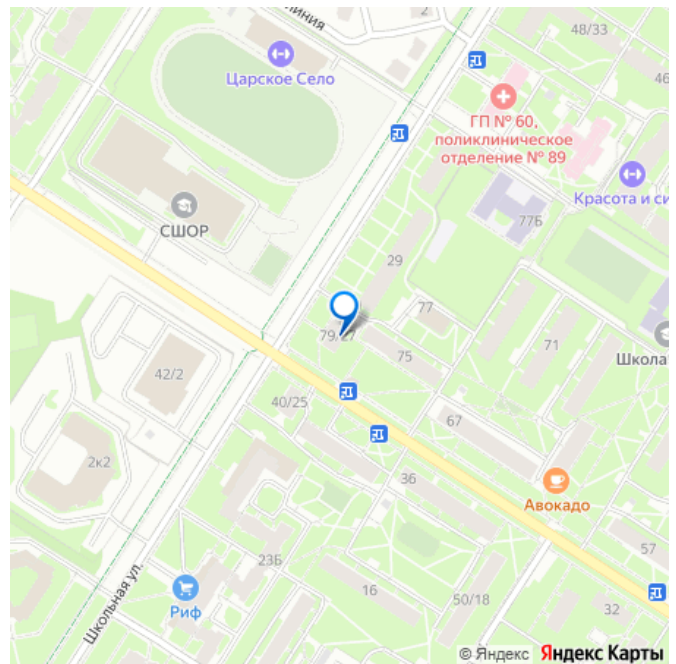 линия
2
48/33
46
Царское Село
ГП № 60,
поликлиническое
отделение № 89
Красота и си
СШОР
77Б
29
77
79/27
71
75
Школа
42/2
40/25
67
2к2
36
Авокадо
23Б
57
16
50/18
Риф
32
Школьная ул.
© Яндекс Яндекс Карты